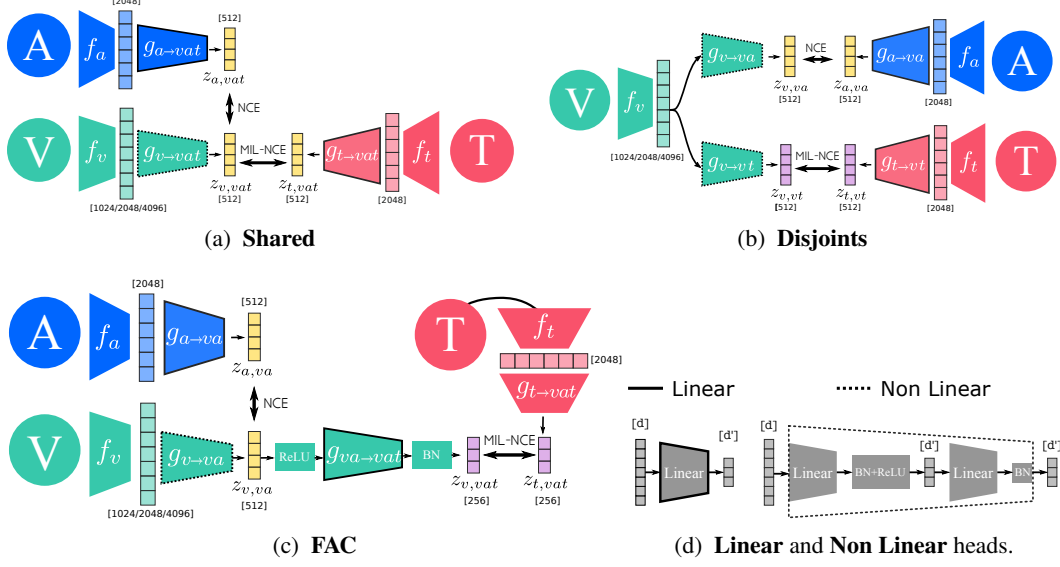 [2048]
[512]
A
f_a
g_{a→vat}
z_{a,vat}
NCE
V
f_v
g_{v→vat}
MIL-NCE
g_{t→vat}
f_t
T
z_{v,vat}
z_{t,vat}
[512]
[512]
[2048]
[1024/2048/4096]
(a) Shared
V
f_v
[1024/2048/4096]
g_{v→va}
NCE
g_{a→va}
f_a
A
z_{v,va}
z_{a,va}
[512]
[512]
[2048]
g_{v→vt}
MIL-NCE
g_{t→vt}
f_t
T
z_{v,vt}
z_{t,vt}
[512]
[512]
[2048]
(b) Disjoints
[2048]
[512]
A
f_a
g_{a→va}
z_{a,va}
NCE
V
f_v
g_{v→va}
z_{v,va}
[512]
[1024/2048/4096]
ReLU
g_{va→vat}
BN
MIL-NCE
z_{v,vat}
z_{t,vat}
[256]
[256]
T
f_t
[2048]
g_{t→vat}
(c) FAC
Linear
Non Linear
[d]
Linear
[d']
[d]
Linear
BN+ReLU
[d']
Linear
BN
[d']
(d) Linear and Non Linear heads.